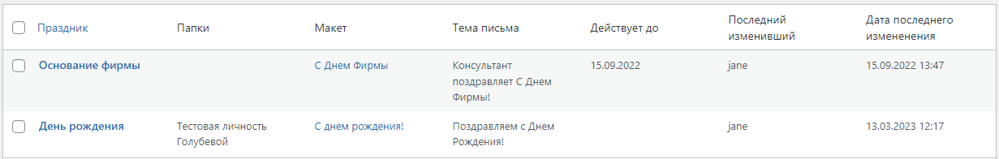 Праздник Папки Макет Тема письма Действует до Последний изменивший Дата последнего изменения
Основание фирмы С Днем Фирмы Консультант поздравляет С Днем Фирмы! 15.09.2022 jane 15.09.2022 13:47
День рождения Тестовая личность Голубевой С днем рождения! Поздравляем с Днем Рождения! jane 13.03.2023 12:17